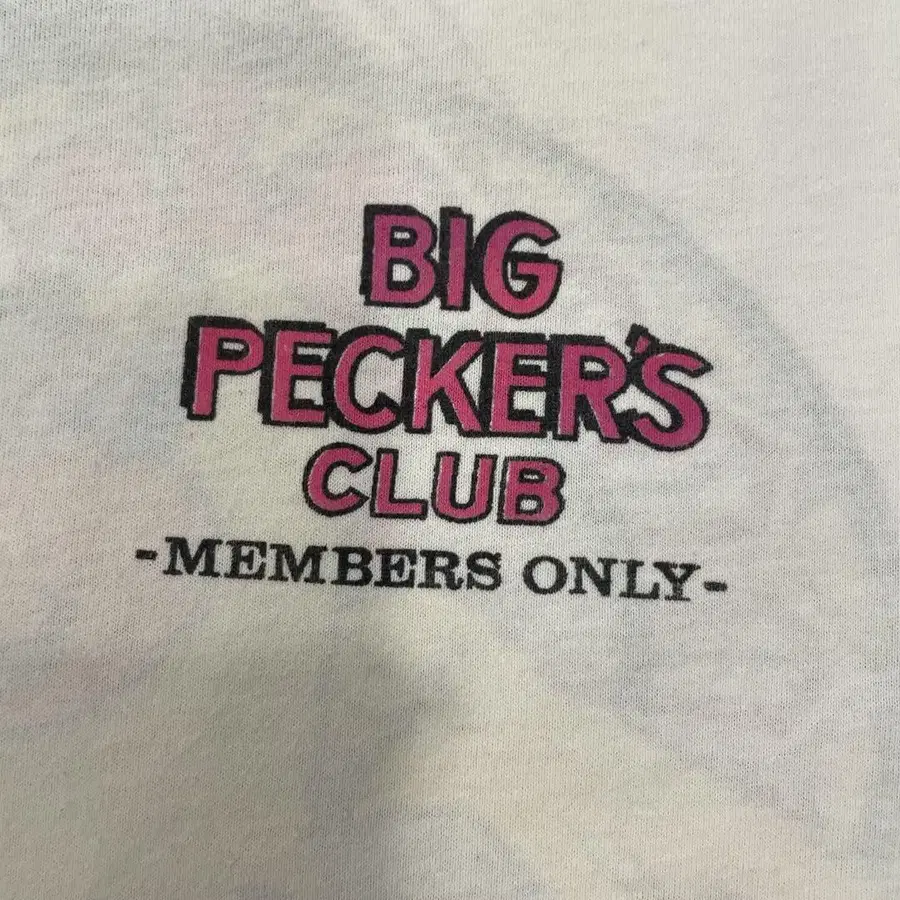 BIG
PECKER'S
CLUB
-MEMBERS ONLY-